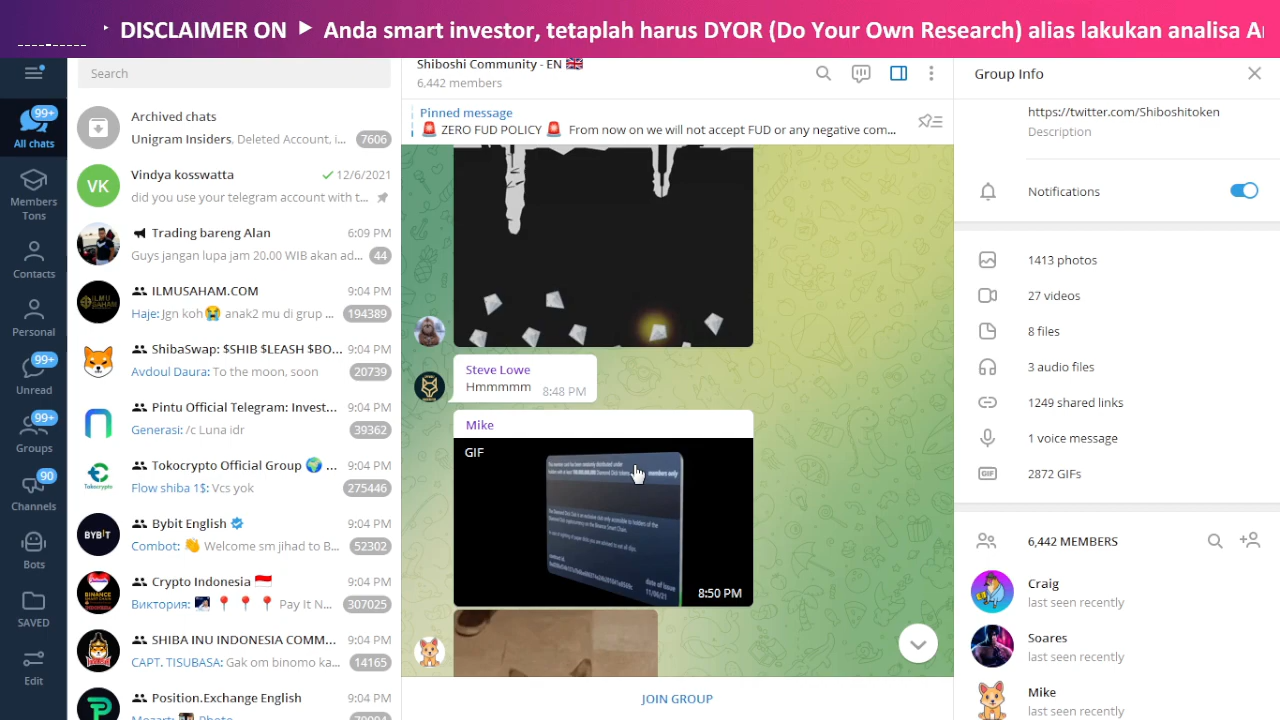 DISCLAIMER ON ▶ Anda smart investor, tetaplah harus DYOR (Do Your Own Research) alias lakukan analisa
Search
Shiboshi Community - EN 🇬🇧
6,442 members
Pinned message
🚨 ZERO FUD POLICY 🚨 From now on we will not accept FUD or any negative com...
99+
All chats
Members
Tons
Contacts
Personal
99+
Unread
99+
Groups
90
Channels
Bots
SAVED
Edit
Archived chats
Unigram Insiders, Deleted Account, i... 7606
VK
Vindya kosswatta 12/6/2021
did you use your telegram account with t...
Trading bareng Alan 6:09 PM
Guys jangan lupa jam 20.00 WIB akan ad... 44
ILMUSAHAM.COM 9:04 PM
Haje: Jgn koh😭 anak2 mu di grup ... 194389
ShibaSwap: $SHIB $LEASH $BO... 9:04 PM
Avdoul Daura: To the moon, soon 20739
Pintu Official Telegram: Invest... 9:04 PM
Generasi: /c Luna idr 39362
Tokocrypto Official Group 🌍 ... 9:04 PM
Flow shiba 1$: Vcs yok 275446
Tokocrypto
Bybit English 9:04 PM
Combot: 👋 Welcome sm jihad to B... 52302
BYBIT
Crypto Indonesia 🇮🇩 9:04 PM
Виктория: 📍 📍 📍 Pay It N... 307025
SHIBA INU INDONESIA COMM... 9:04 PM
CAPT. TISUBASA: Gak om binomo ka... 14165
Position.Exchange English 9:04 PM
Steve Lowe
Hmmmmm 8:48 PM
Mike
GIF
members only
date of issue
11/06/21
8:50 PM
JOIN GROUP
Group Info
https://twitter.com/Shiboshitoken
Description
Notifications
1413 photos
27 videos
8 files
3 audio files
1249 shared links
1 voice message
GIF 2872 GIFs
6,442 MEMBERS
Craig
last seen recently
Soares
last seen recently
Mike
last seen recently